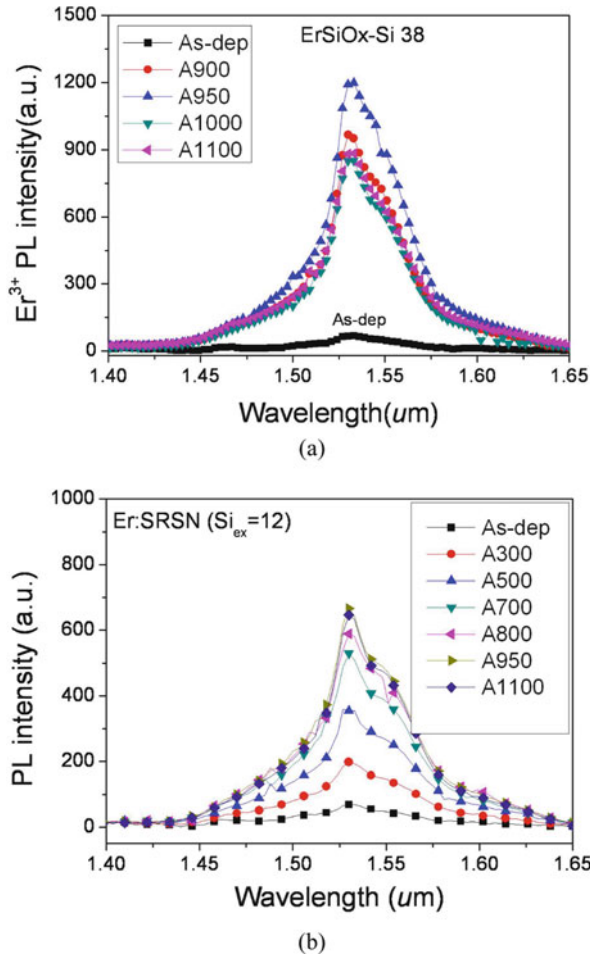 ErSiOx-Si 38
As-dep
A900
A950
A1000
A1100
Er3+ PL intensity(a.u.)
1500
1200
900
600
300
0
As-dep
1.40 1.45 1.50 1.55 1.60 1.65
Wavelength(um)
(a)
Er:SRSN (Siex=12)
As-dep
A300
A500
A700
A800
A950
A1100
PL intensity (a.u.)
1000
800
600
400
200
0
1.40 1.45 1.50 1.55 1.60 1.65
Wavelength (um)
(b)